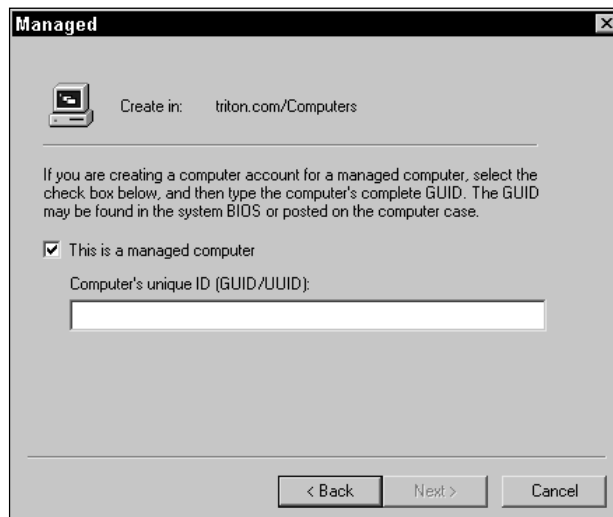 Managed
Create in: triton.com/Computers
If you are creating a computer account for a managed computer, select the
check box below, and then type the computer's complete GUID. The GUID
may be found in the system BIOS or posted on the computer case.
This is a managed computer
Computer's unique ID (GUID/UUID):
< Back Next > Cancel